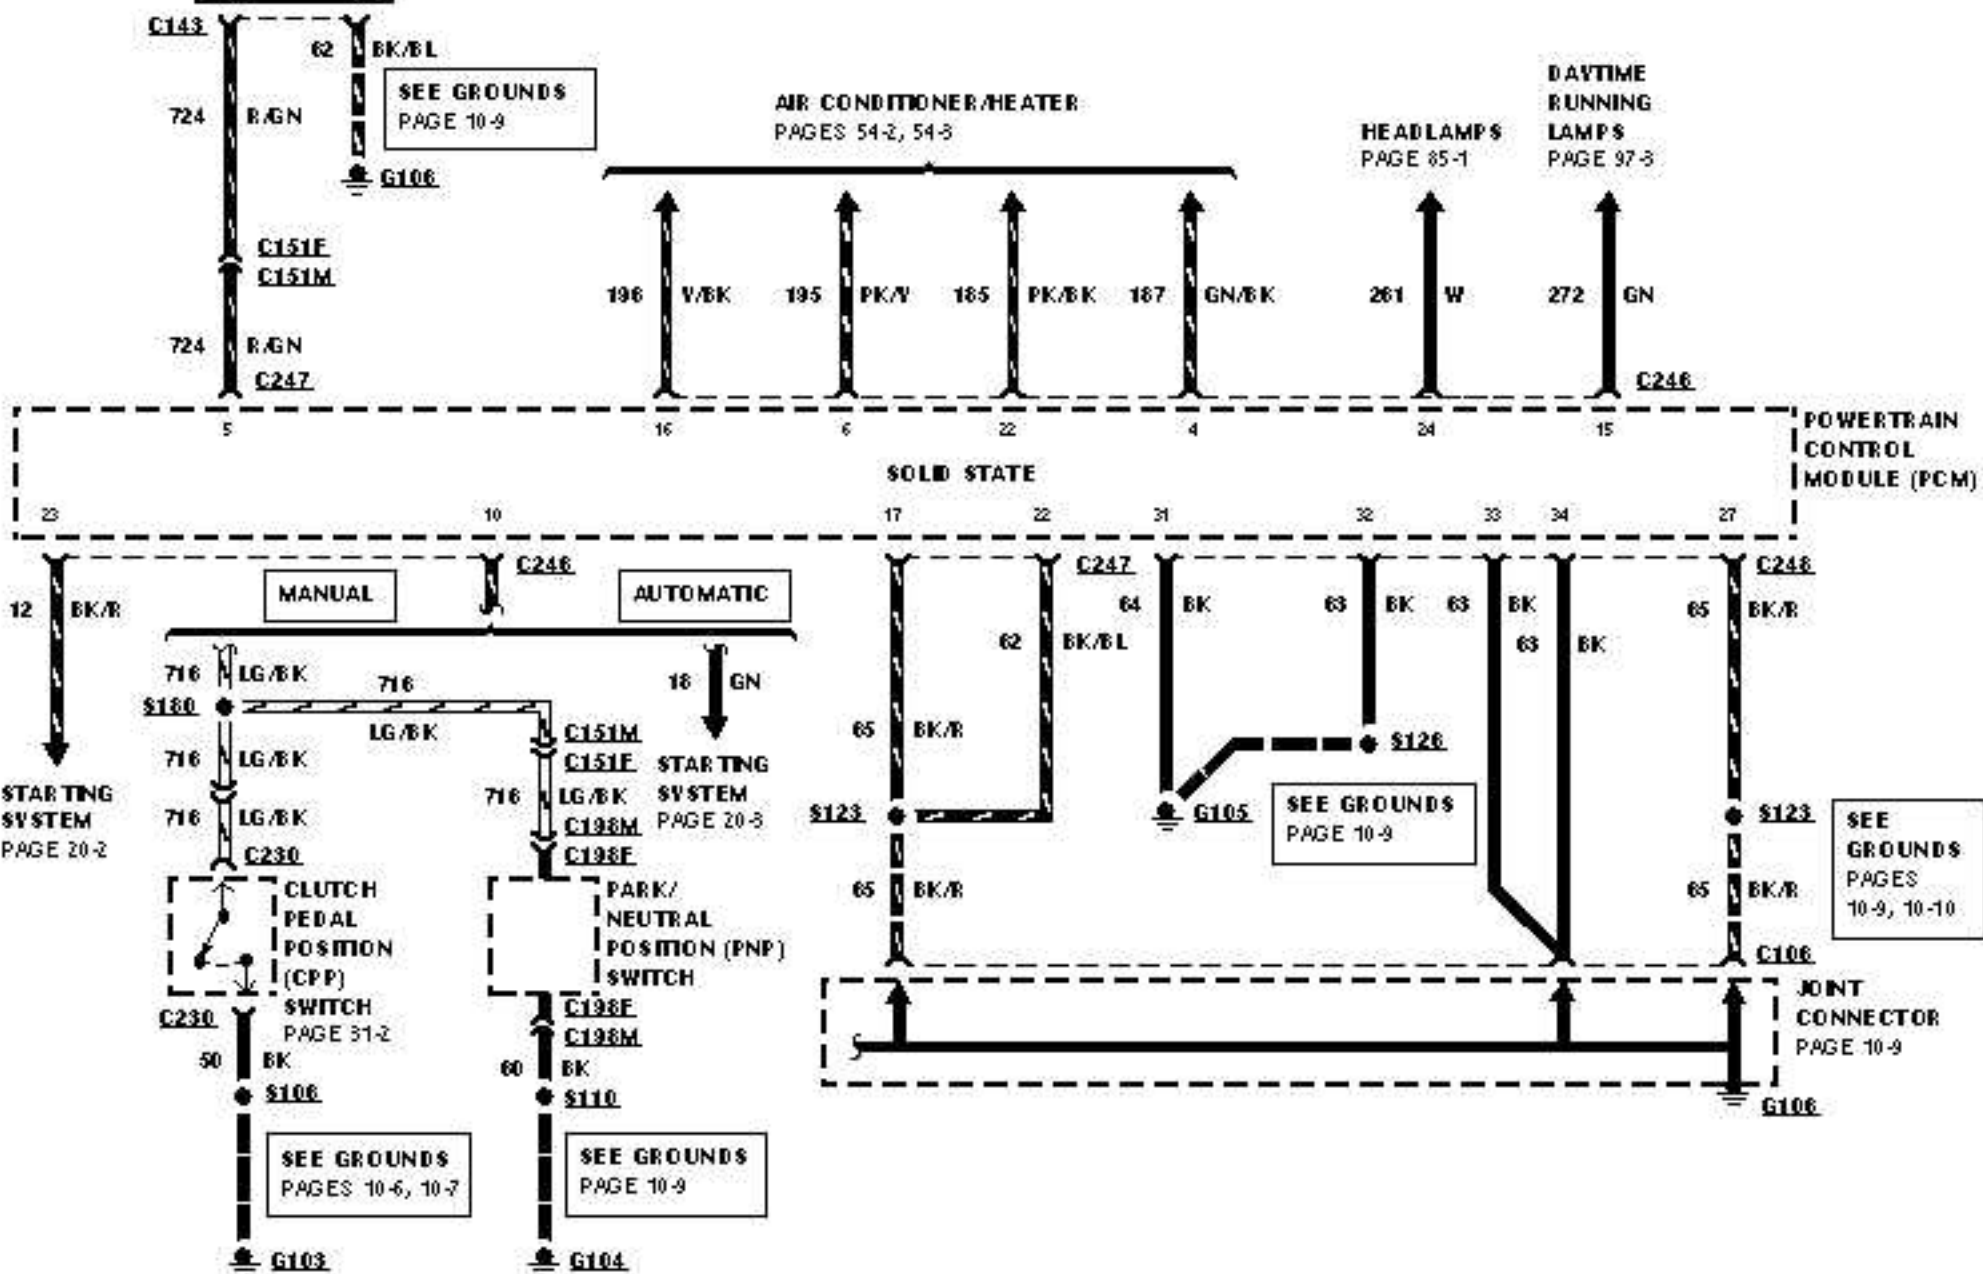 C143
62 BK/BL
724 R/GN
SEE GROUNDS
PAGE 10-9
G106
C151F
C151M
724 R/GN
C247
AIR CONDITIONER/HEATER
PAGES 54-2, 54-3
HEADLAMPS
PAGE 85-1
DAYTIME
RUNNING
LAMPS
PAGE 97-3
196 Y/BK 195 PK/Y 185 PK/BK 187 GN/BK 261 W 272 GN
C246
5 16 6 22 4 24 15
POWERTRAIN
CONTROL
MODULE (PCM)
SOLID STATE
23 10 17 22 31 32 33 34 27
C246 C247 C248
MANUAL
AUTOMATIC
12 BK/R
STARTING
SYSTEM
PAGE 20-2
716 LG/BK
S180
716
LG/BK
716 LG/BK
716 LG/BK
C230
CLUTCH
PEDAL
POSITION
(CPP)
SWITCH
PAGE 31-2
C230
50 BK
S106
SEE GROUNDS
PAGES 10-6, 10-7
G103
C151M
C151F
716 LG/BK
C198M
C198F
PARK/
NEUTRAL
POSITION (PNP)
SWITCH
C198F
C198M
60 BK
S110
SEE GROUNDS
PAGE 10-9
G104
18 GN
STARTING
SYSTEM
PAGE 20-3
65 BK/R
62 BK/BL
S123
65 BK/R
64 BK
63 BK
S126
G105
SEE GROUNDS
PAGE 10-9
63 BK
63 BK
65 BK/R
S123
65 BK/R
SEE
GROUNDS
PAGES
10-9, 10-10
C106
JOINT
CONNECTOR
PAGE 10-9
G106